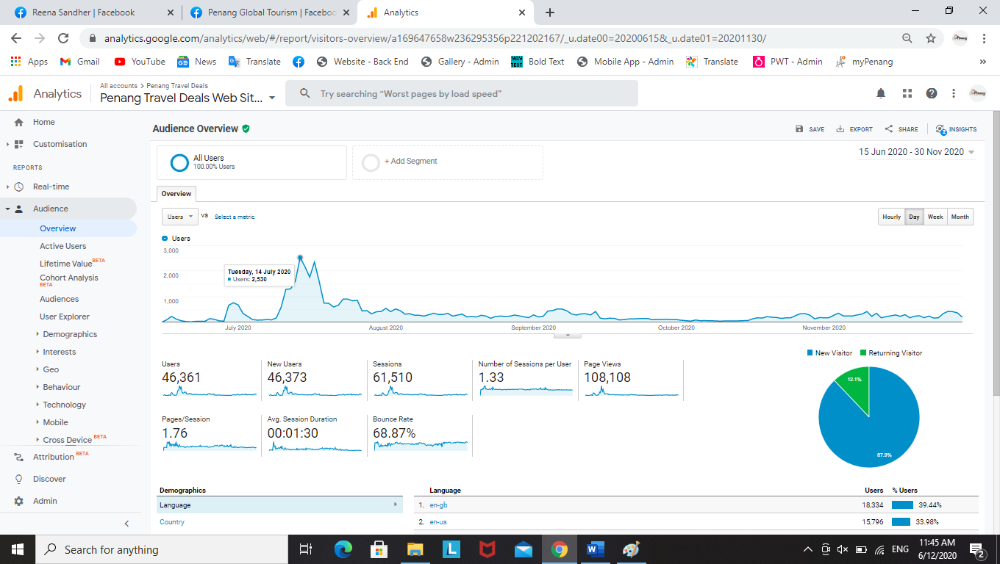 Reena Sandher | Facebook
Penang Global Tourism | Faceboo
Analytics
analytics.google.com/analytics/web/#/report/visitors-overview/a169647658w236295356p221202167/_u.date00=20200615&_u.date01=20201130/
Apps Gmail YouTube News Translate Website - Back End Gallery - Admin YAY TEXT Bold Text Mobile App - Admin Translate PWT - Admin myPenang »
Analytics
All accounts > Penang Travel Deals
Penang Travel Deals Web Sit...
Try searching “Worst pages by load speed”
Home
Customisation
REPORTS
Real-time
Audience
Overview
Active Users
Lifetime Value BETA
Cohort Analysis
BETA
Audiences
User Explorer
Demographics
Interests
Geo
Behaviour
Technology
Mobile
Cross Device BETA
Attribution BETA
Discover
Admin
Audience Overview
SAVE EXPORT SHARE 2 INSIGHTS
All Users
100.00% Users
+ Add Segment
15 Jun 2020 - 30 Nov 2020
Overview
Users VS Select a metric
Hourly Day Week Month
Users
3,000
2,000
1,000
Tuesday, 14 July 2020
Users: 2,530
July 2020 August 2020 September 2020 October 2020 November 2020
Users
46,361
New Users
46,373
Sessions
61,510
Number of Sessions per User
1.33
Page Views
108,108
Pages/Session
1.76
Avg. Session Duration
00:01:30
Bounce Rate
68.87%
New Visitor Returning Visitor
12.1%
87.9%
Demographics
Language
Country
Language Users % Users
1. en-gb 18,334 39.44%
2. en-us 15,796 33.98%
Search for anything
L
W
ENG
11:45 AM
6/12/2020
2